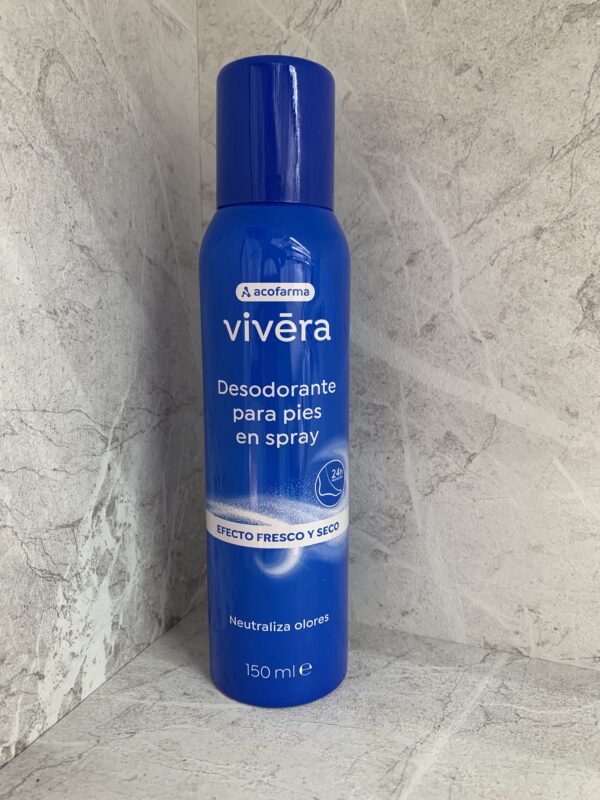 acofarma
vivēra
Desodorante
para pies
en spray
24h
EFECTO FRESCO Y SECO
Neutraliza olores
150 ml ℮